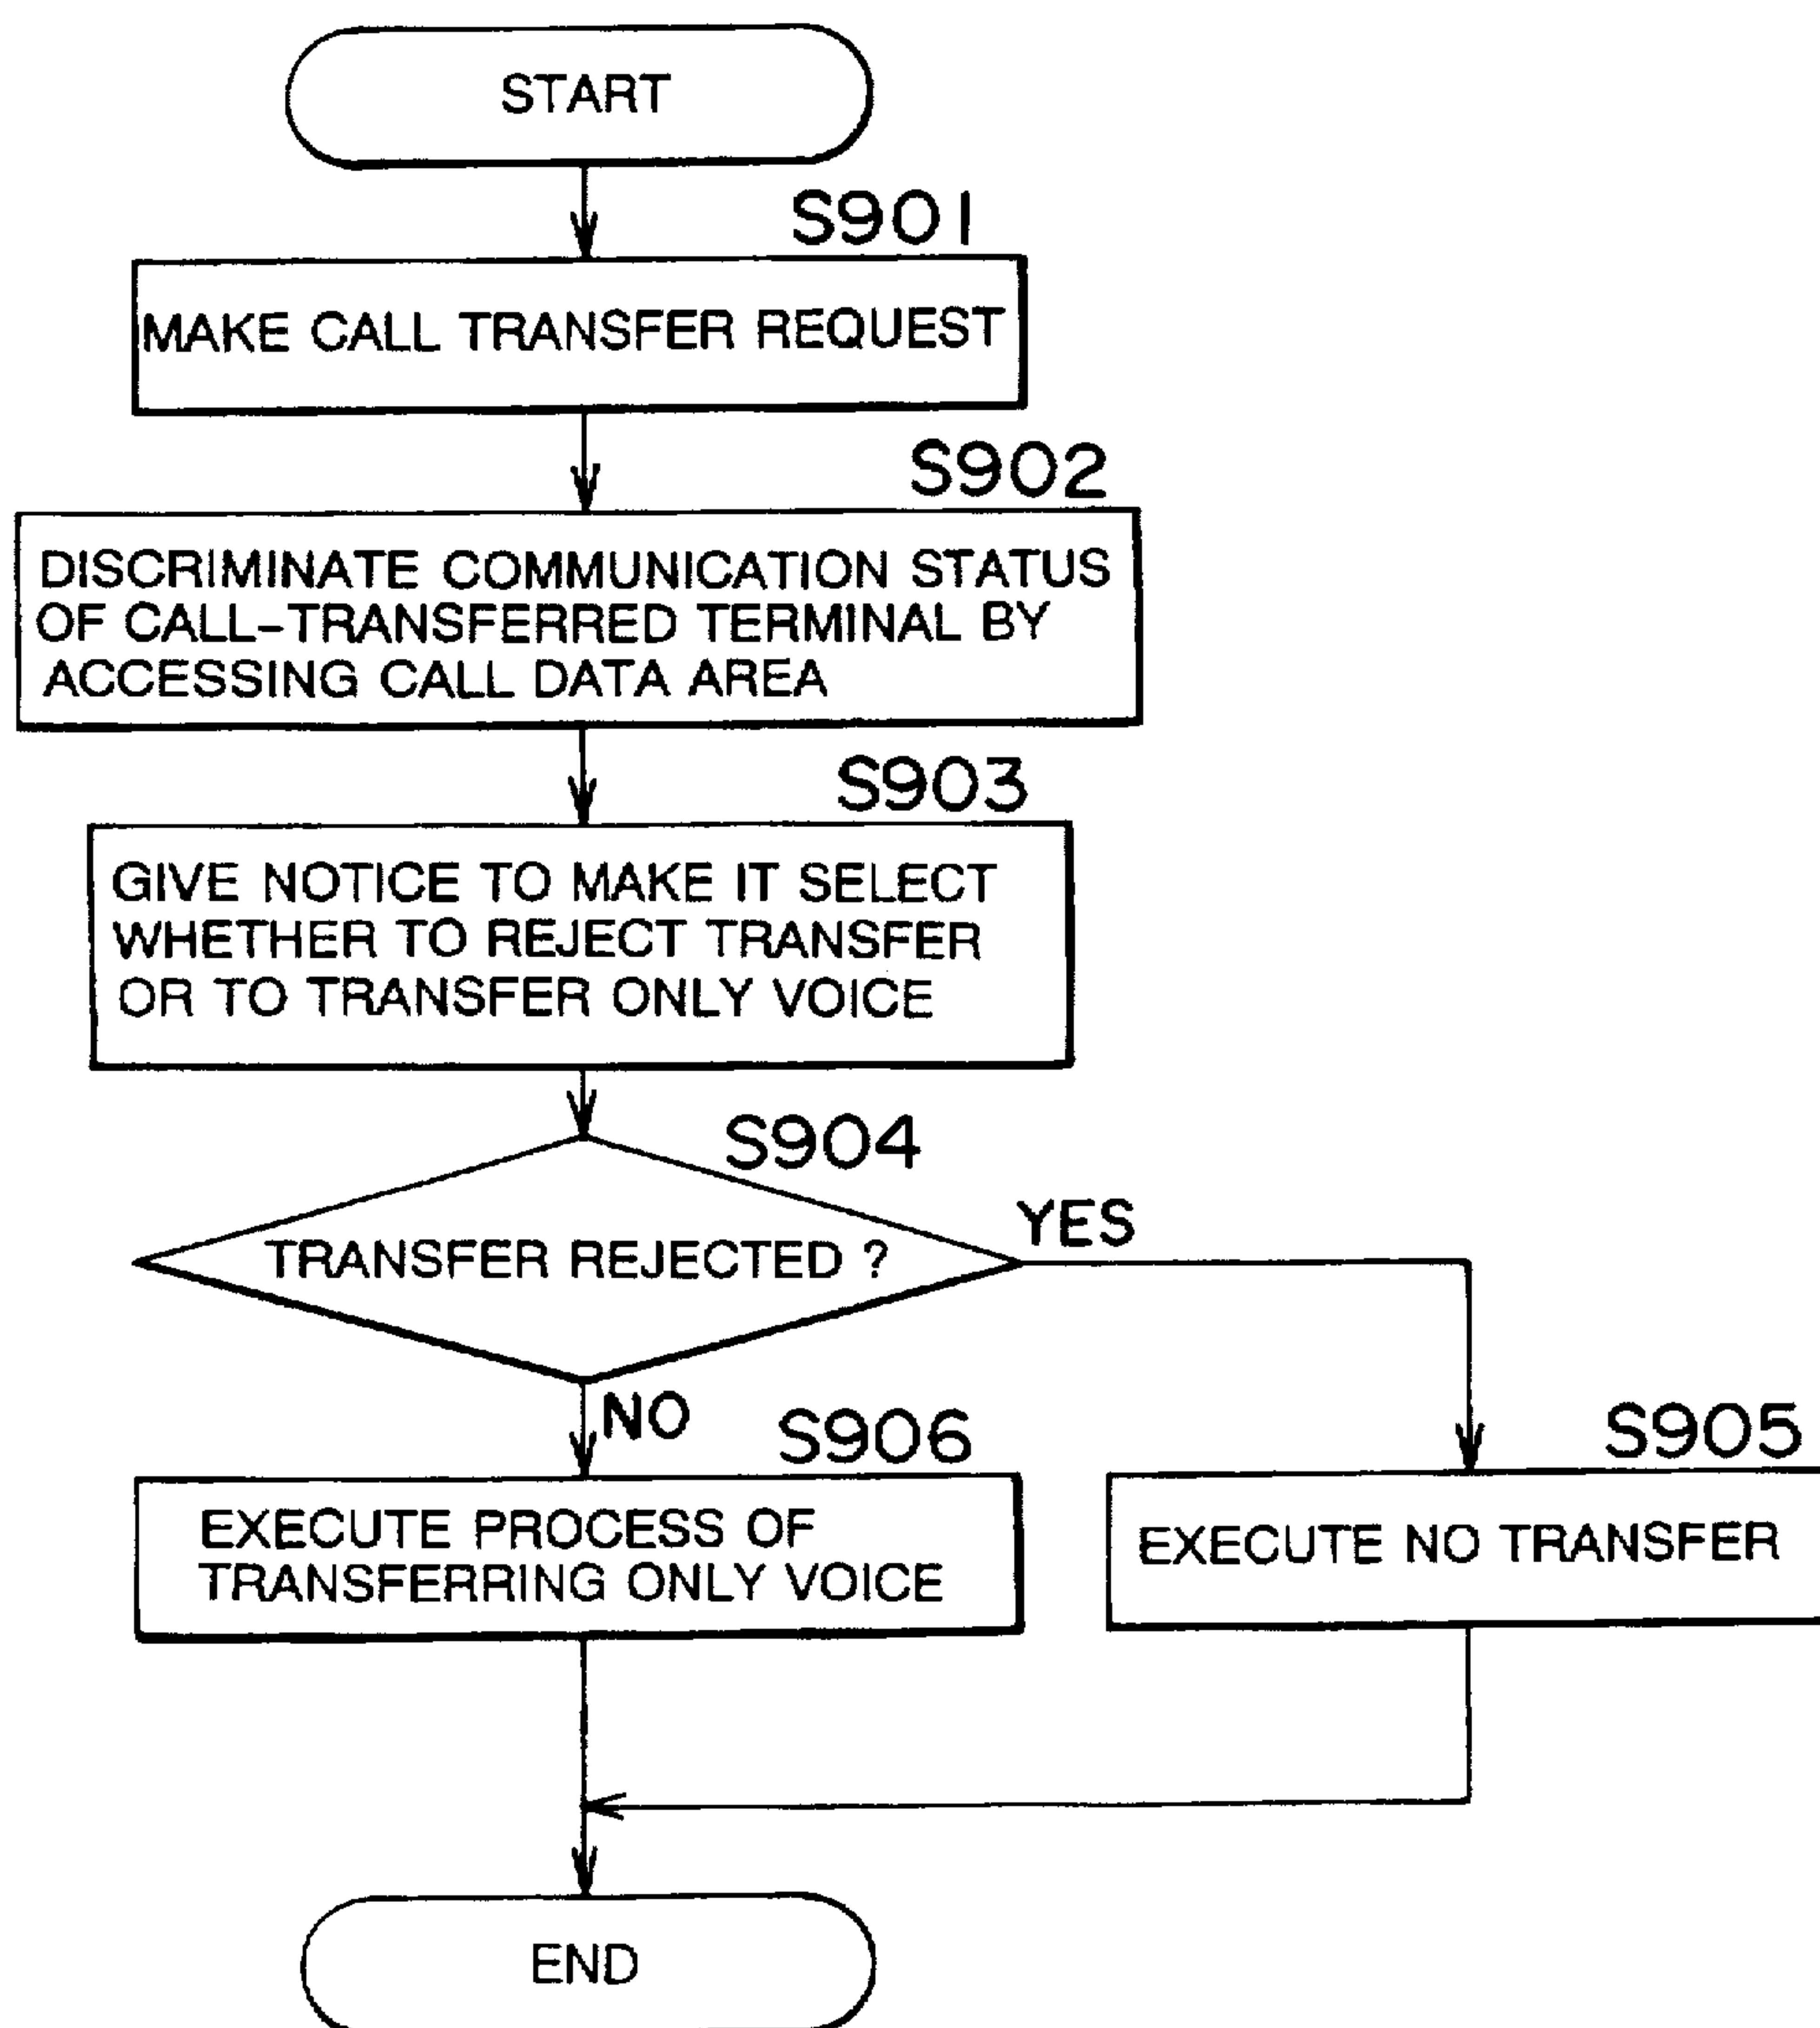 START
S901
MAKE CALL TRANSFER REQUEST
S902
DISCRIMINATE COMMUNICATION STATUS
OF CALL-TRANSFERRED TERMINAL BY
ACCESSING CALL DATA AREA
S903
GIVE NOTICE TO MAKE IT SELECT
WHETHER TO REJECT TRANSFER
OR TO TRANSFER ONLY VOICE
S904
TRANSFER REJECTED ?
YES
NO
S906
EXECUTE PROCESS OF
TRANSFERRING ONLY VOICE
S905
EXECUTE NO TRANSFER
END